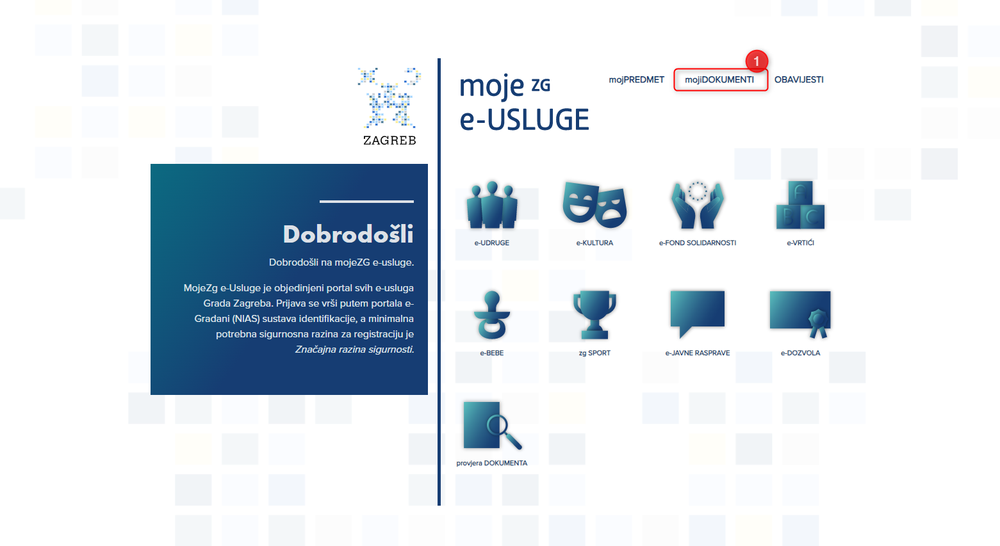 ZAGREB
moje ZG
e-USLUGE
mojPREDMET
1
mojiDOKUMENTI
OBAVIJESTI
Dobrodošli
Dobrodošli na mojeZG e-usluge.
MojeZg e-Usluge je objedinjeni portal svih e-usluga
Grada Zagreba. Prijava se vrši putem portala e-
Gradani (NIAS) sustava identifikacije, a minimalna
potrebna sigurnosna razina za registraciju je
Značajna razina sigurnosti.
e-UDRUGE
e-KULTURA
e-FOND SOLIDARNOSTI
A
B C
e-VRTIĆI
e-BEBE
zg SPORT
e-JAVNE RASPRAVE
e-DOZVOLA
provjera DOKUMENTA